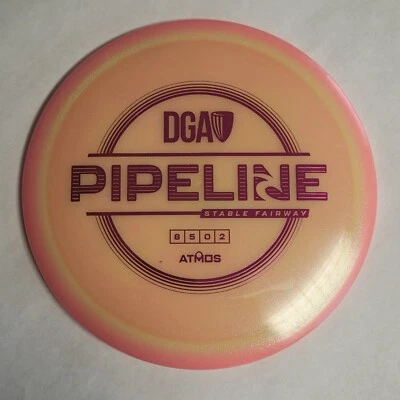 DGA
PIPELINE
STABLE FAIRWAY
8 5 0 2
ATMOS